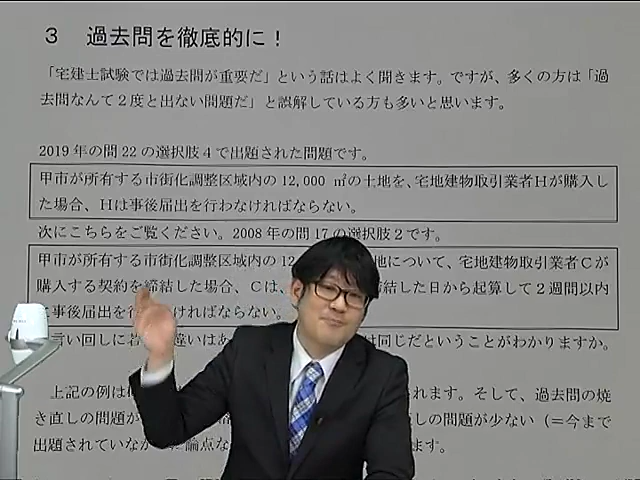 3 過去問を徹底的に!
「宅建士試験では過去問が重要だ」という話はよく聞きます。ですが、多くの方は「過
去問なんて2度と出ない問題だ」と誤解している方も多いと思います。
2019年の問22の選択肢4で出題された問題です。
甲市が所有する市街化調整区域内の12,000 ㎡の土地を、宅地建物取引業者Hが購入し
た場合、Hは事後届出を行わなければならない。
次にこちらをご覧ください。2008年の問17の選択肢2です。
甲市が所有する市街化調整区域内の12 地について、宅地建物取引業者Cが
購入する契約を締結した場合、Cは、 結した日から起算して2週間以内
事後届出を行 ければならない。
言い回しに若 違いはあ は同じだということがわかりますか。
上記の例は れます。そして、過去問の焼
き直しの問題が しの問題が少ない(=今まで
出題されていなか 論点な ます。